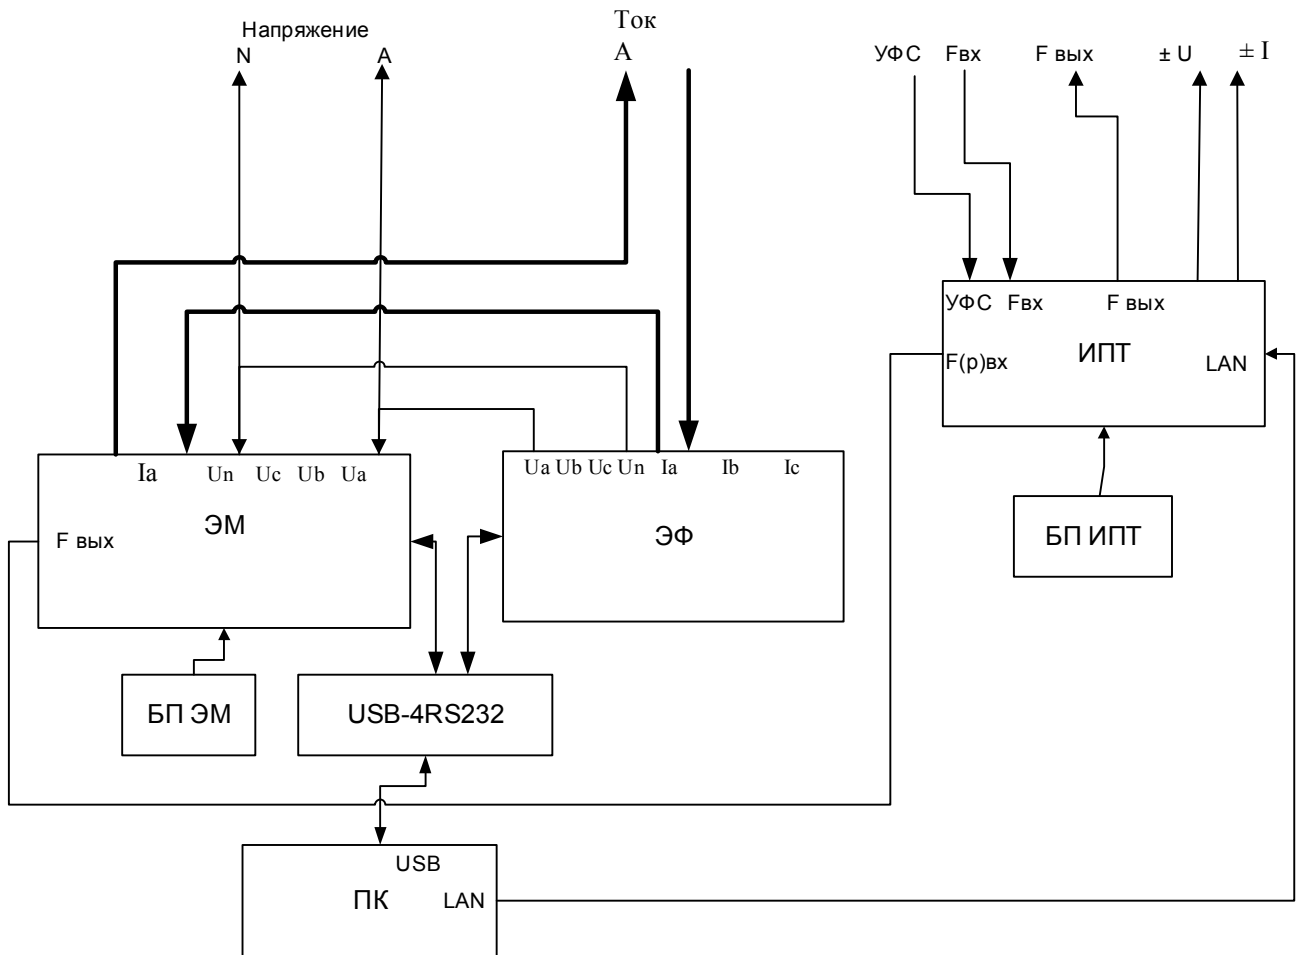 Напряжение
N
A
Ток
A
УФС
Fвх
F вых
± U
± I
УФС
Fвх
F вых
ИПТ
F(р)вх
LAN
Ia
Un
Uc
Ub
Ua
ЭМ
F вых
Ua
Ub
Uc
Un
Ia
Ib
Ic
ЭФ
БП ИПТ
БП ЭМ
USB-4RS232
USB
ПК
LAN